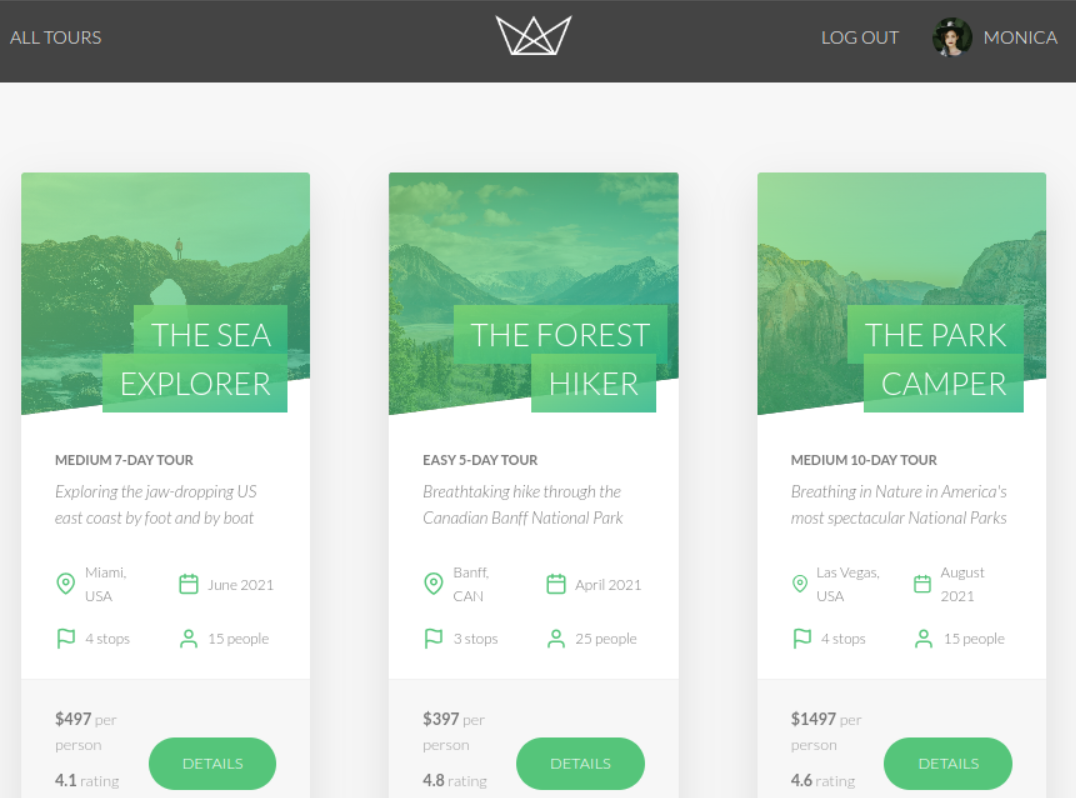 ALL TOURS
LOG OUT
MONICA
THE SEA
EXPLORER
MEDIUM 7-DAY TOUR
Exploring the jaw-dropping US
east coast by foot and by boat
Miami,
USA
June 2021
4 stops
15 people
$497 per
person
4.1 rating
DETAILS
THE FOREST
HIKER
EASY 5-DAY TOUR
Breathtaking hike through the
Canadian Banff National Park
Banff,
CAN
April 2021
3 stops
25 people
$397 per
person
4.8 rating
DETAILS
THE PARK
CAMPER
MEDIUM 10-DAY TOUR
Breathing in Nature in America's
most spectacular National Parks
Las Vegas,
USA
August
2021
4 stops
15 people
$1497 per
person
4.6 rating
DETAILS